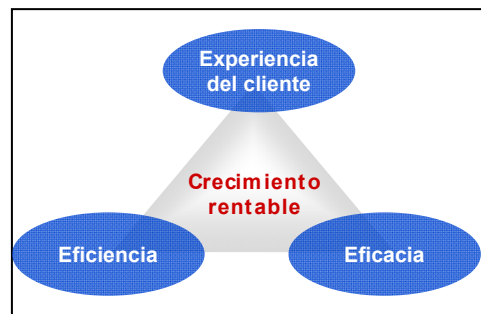 Experiencia
del cliente
Crecimiento
rentable
Eficiencia
Eficacia